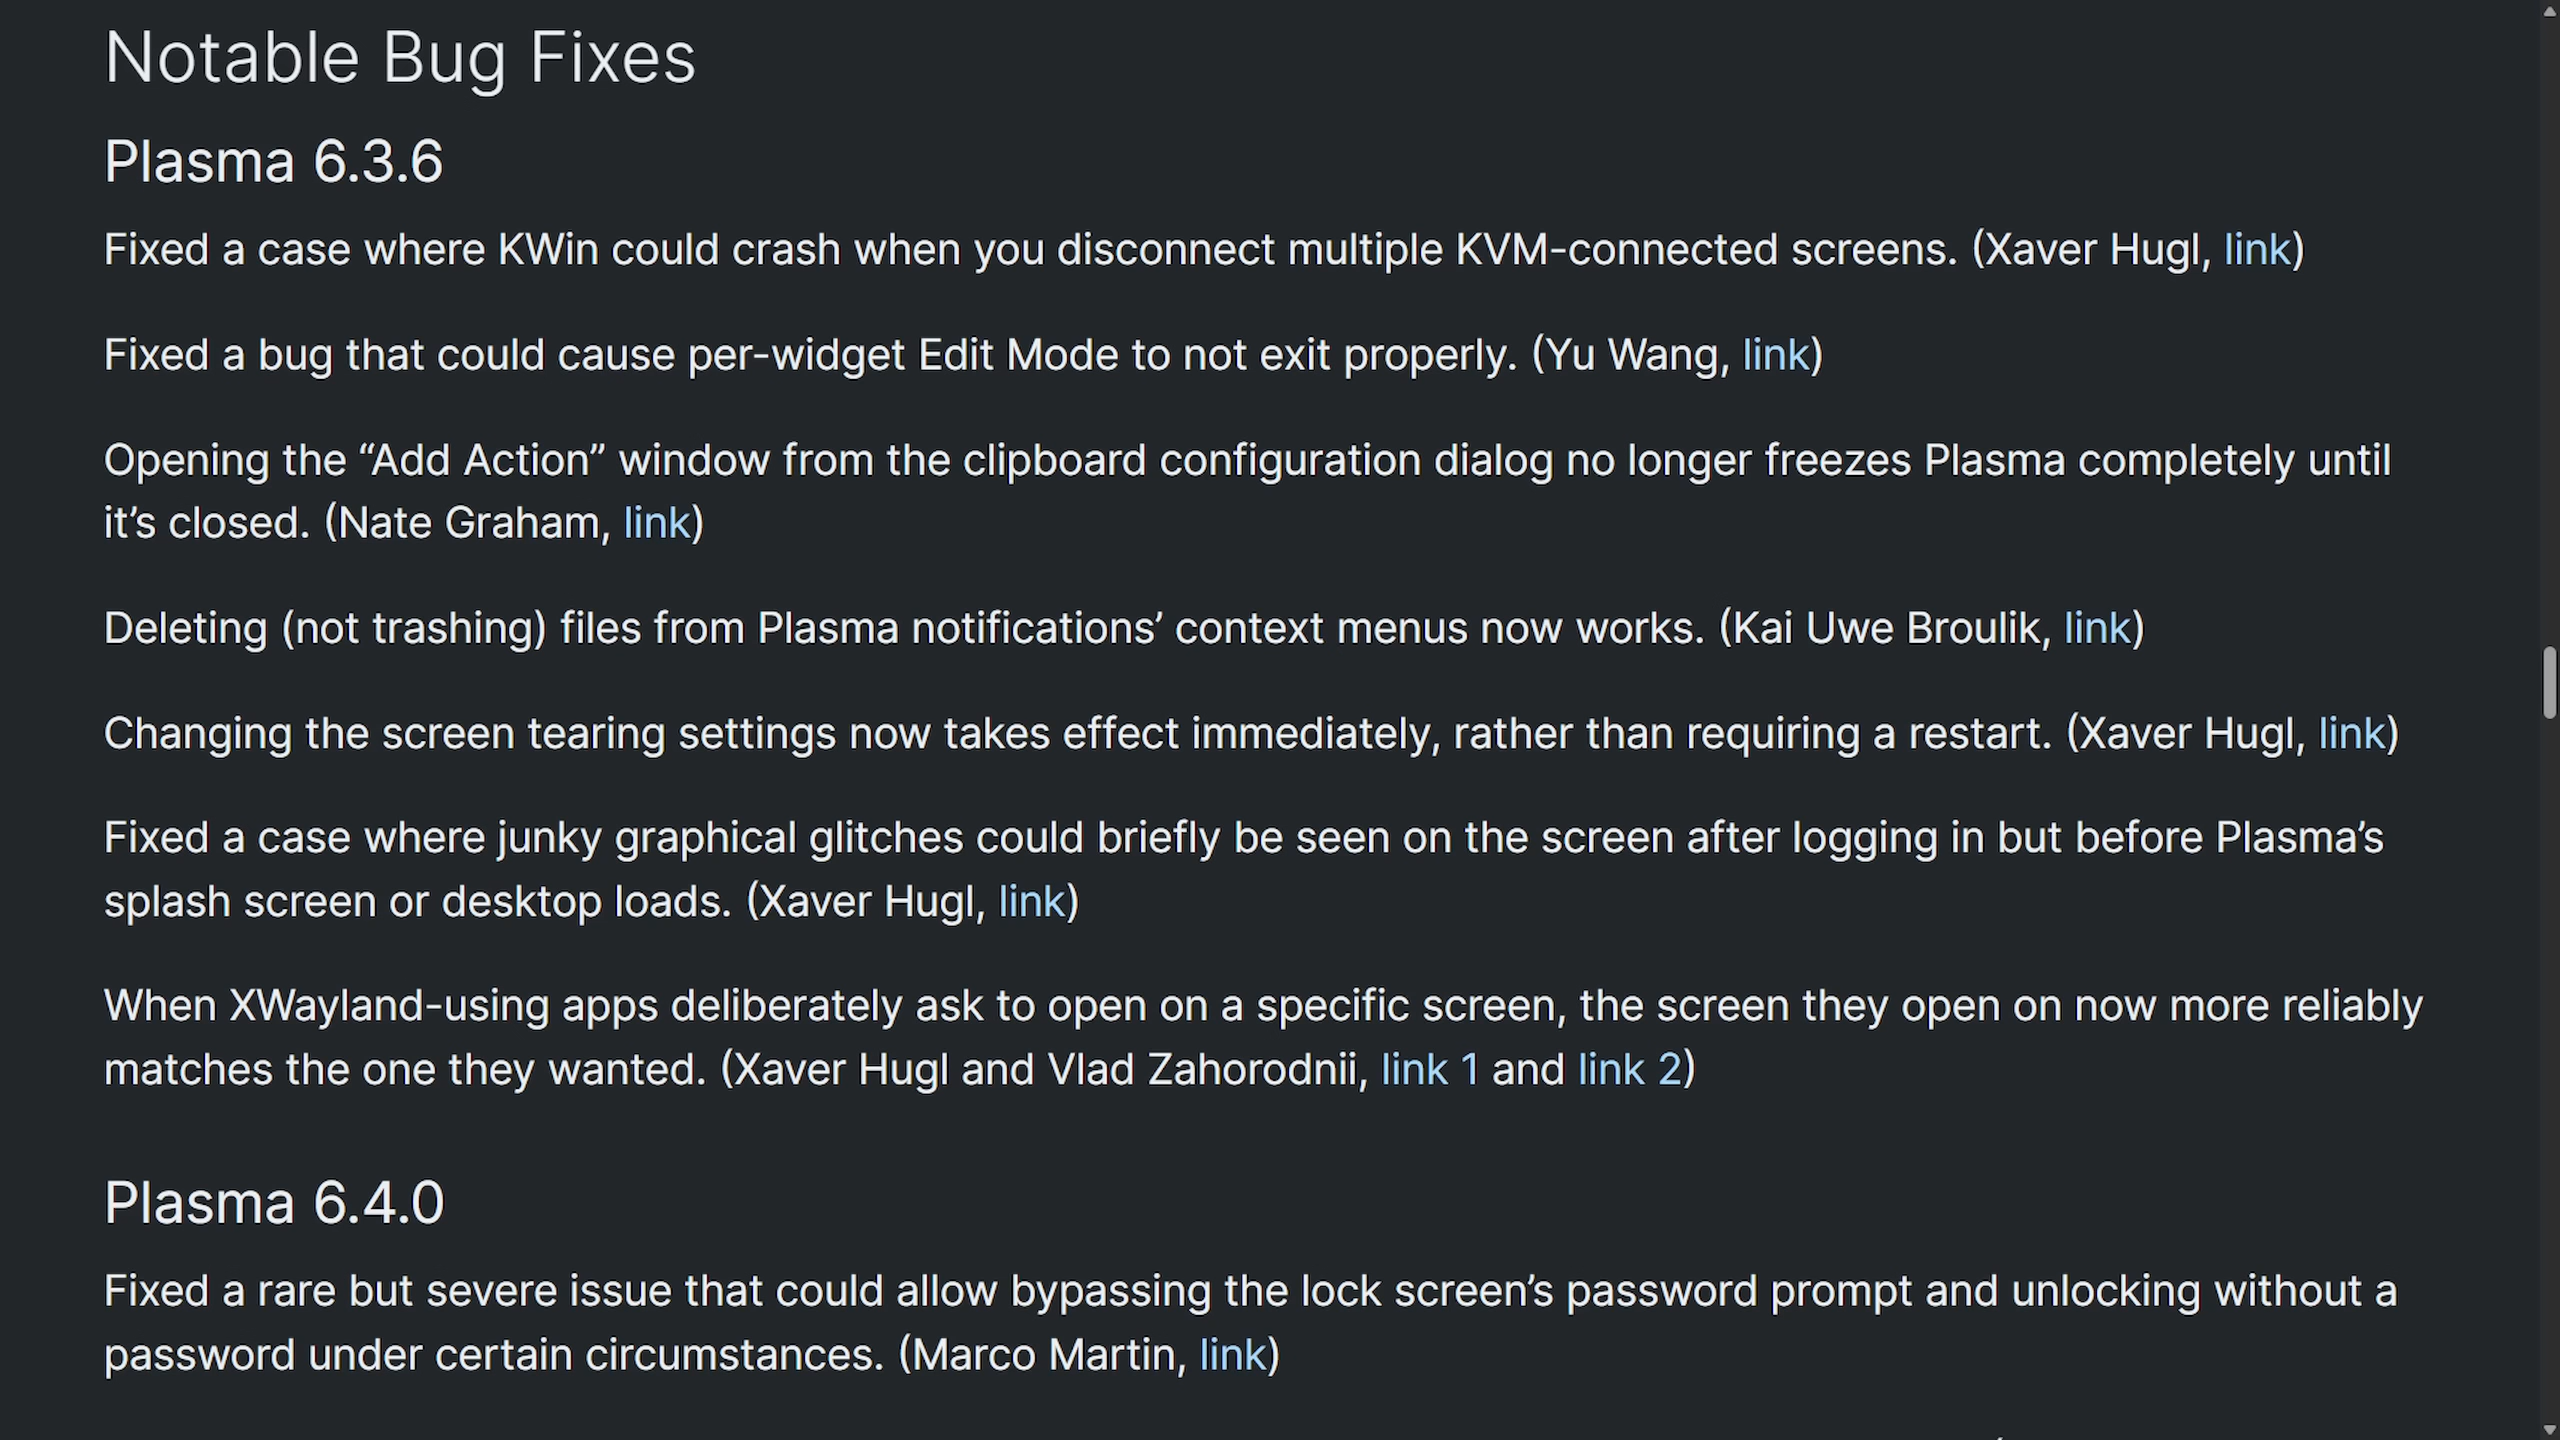 Notable Bug Fixes
Plasma 6.3.6
Fixed a case where KWin could crash when you disconnect multiple KVM-connected screens. (Xaver Hugl, link)
Fixed a bug that could cause per-widget Edit Mode to not exit properly. (Yu Wang, link)
Opening the “Add Action” window from the clipboard configuration dialog no longer freezes Plasma completely until
it’s closed. (Nate Graham, link)
Deleting (not trashing) files from Plasma notifications’ context menus now works. (Kai Uwe Broulik, link)
Changing the screen tearing settings now takes effect immediately, rather than requiring a restart. (Xaver Hugl, link)
Fixed a case where junky graphical glitches could briefly be seen on the screen after logging in but before Plasma’s
splash screen or desktop loads. (Xaver Hugl, link)
When XWayland-using apps deliberately ask to open on a specific screen, the screen they open on now more reliably
matches the one they wanted. (Xaver Hugl and Vlad Zahorodnii, link 1 and link 2)
Plasma 6.4.0
Fixed a rare but severe issue that could allow bypassing the lock screen’s password prompt and unlocking without a
password under certain circumstances. (Marco Martin, link)